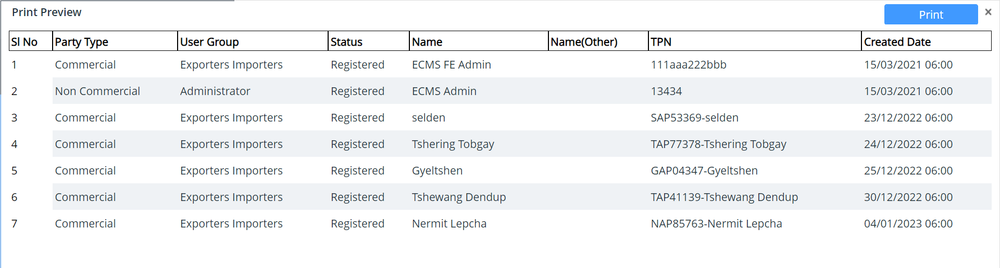 Print Preview
Print ×
Sl No Party Type User Group Status Name Name(Other) TPN Created Date
1 Commercial Exporters Importers Registered ECMS FE Admin 111aaa222bbb 15/03/2021 06:00
2 Non Commercial Administrator Registered ECMS Admin 13434 15/03/2021 06:00
3 Commercial Exporters Importers Registered selden SAP53369-selden 23/12/2022 06:00
4 Commercial Exporters Importers Registered Tshering Tobgay TAP77378-Tshering Tobgay 24/12/2022 06:00
5 Commercial Exporters Importers Registered Gyeltshen GAP04347-Gyeltshen 25/12/2022 06:00
6 Commercial Exporters Importers Registered Tshewang Dendup TAP41139-Tshewang Dendup 30/12/2022 06:00
7 Commercial Exporters Importers Registered Nermit Lepcha NAP85763-Nermit Lepcha 04/01/2023 06:00